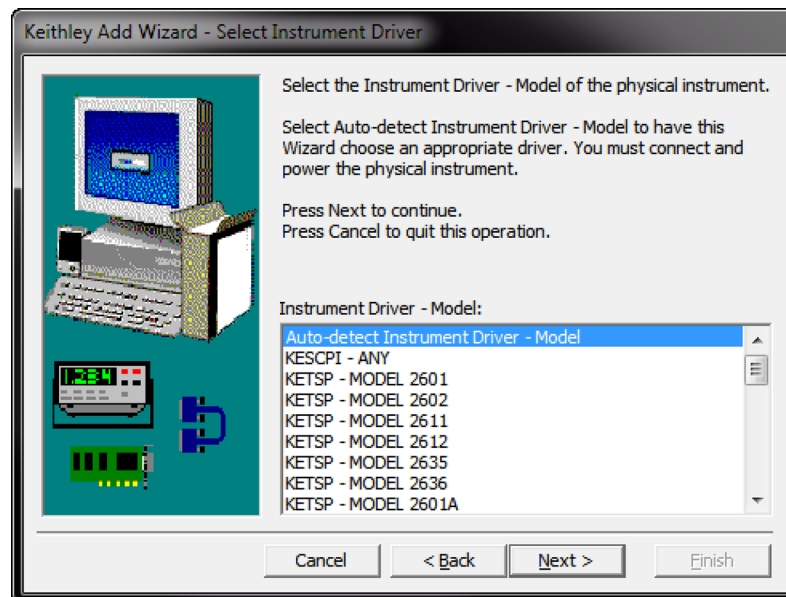 Keithley Add Wizard - Select Instrument Driver
Select the Instrument Driver - Model of the physical instrument.
Select Auto-detect Instrument Driver - Model to have this
Wizard choose an appropriate driver. You must connect and
power the physical instrument.
Press Next to continue.
Press Cancel to quit this operation.
Instrument Driver - Model:
Auto-detect Instrument Driver - Model
KESCPI - ANY
KETSP - MODEL 2601
KETSP - MODEL 2602
KETSP - MODEL 2611
KETSP - MODEL 2612
KETSP - MODEL 2635
KETSP - MODEL 2636
KETSP - MODEL 2601A
1.284
Cancel
< Back
Next >
Finish